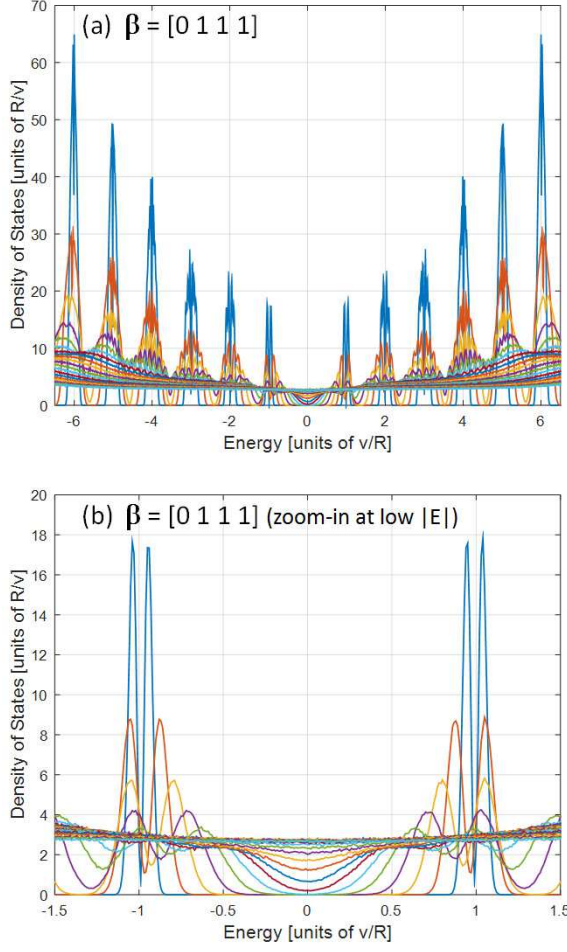 (a) β = [0 1 1 1]
70
60
50
40
30
20
10
0
Density of States [units of R/v]
-6 -4 -2 0 2 4 6
Energy [units of v/R]
(b) β = [0 1 1 1] (zoom-in at low |E|)
20
18
16
14
12
10
8
6
4
2
0
Density of States [units of R/v]
-1.5 -1 -0.5 0 0.5 1 1.5
Energy [units of v/R]